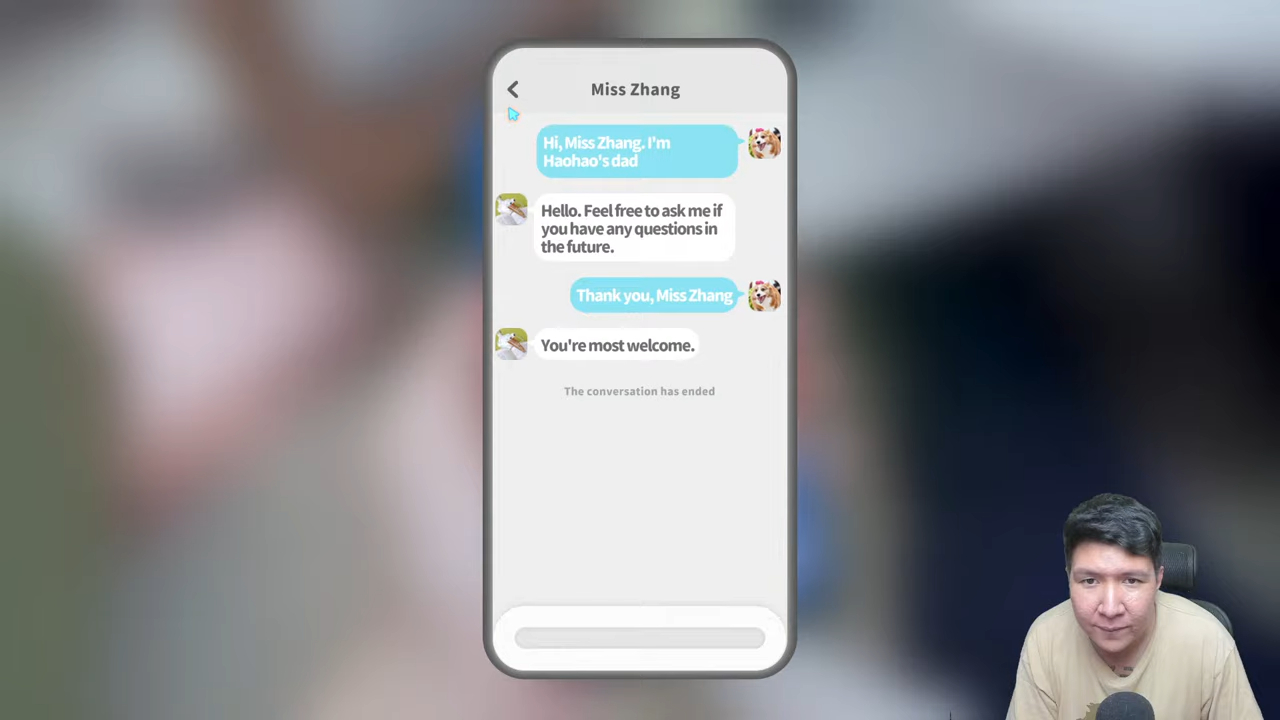 Miss Zhang
Hi, Miss Zhang. I'm
Haohao's dad
Hello. Feel free to ask me if
you have any questions in
the future.
Thank you, Miss Zhang
You're most welcome.
The conversation has ended